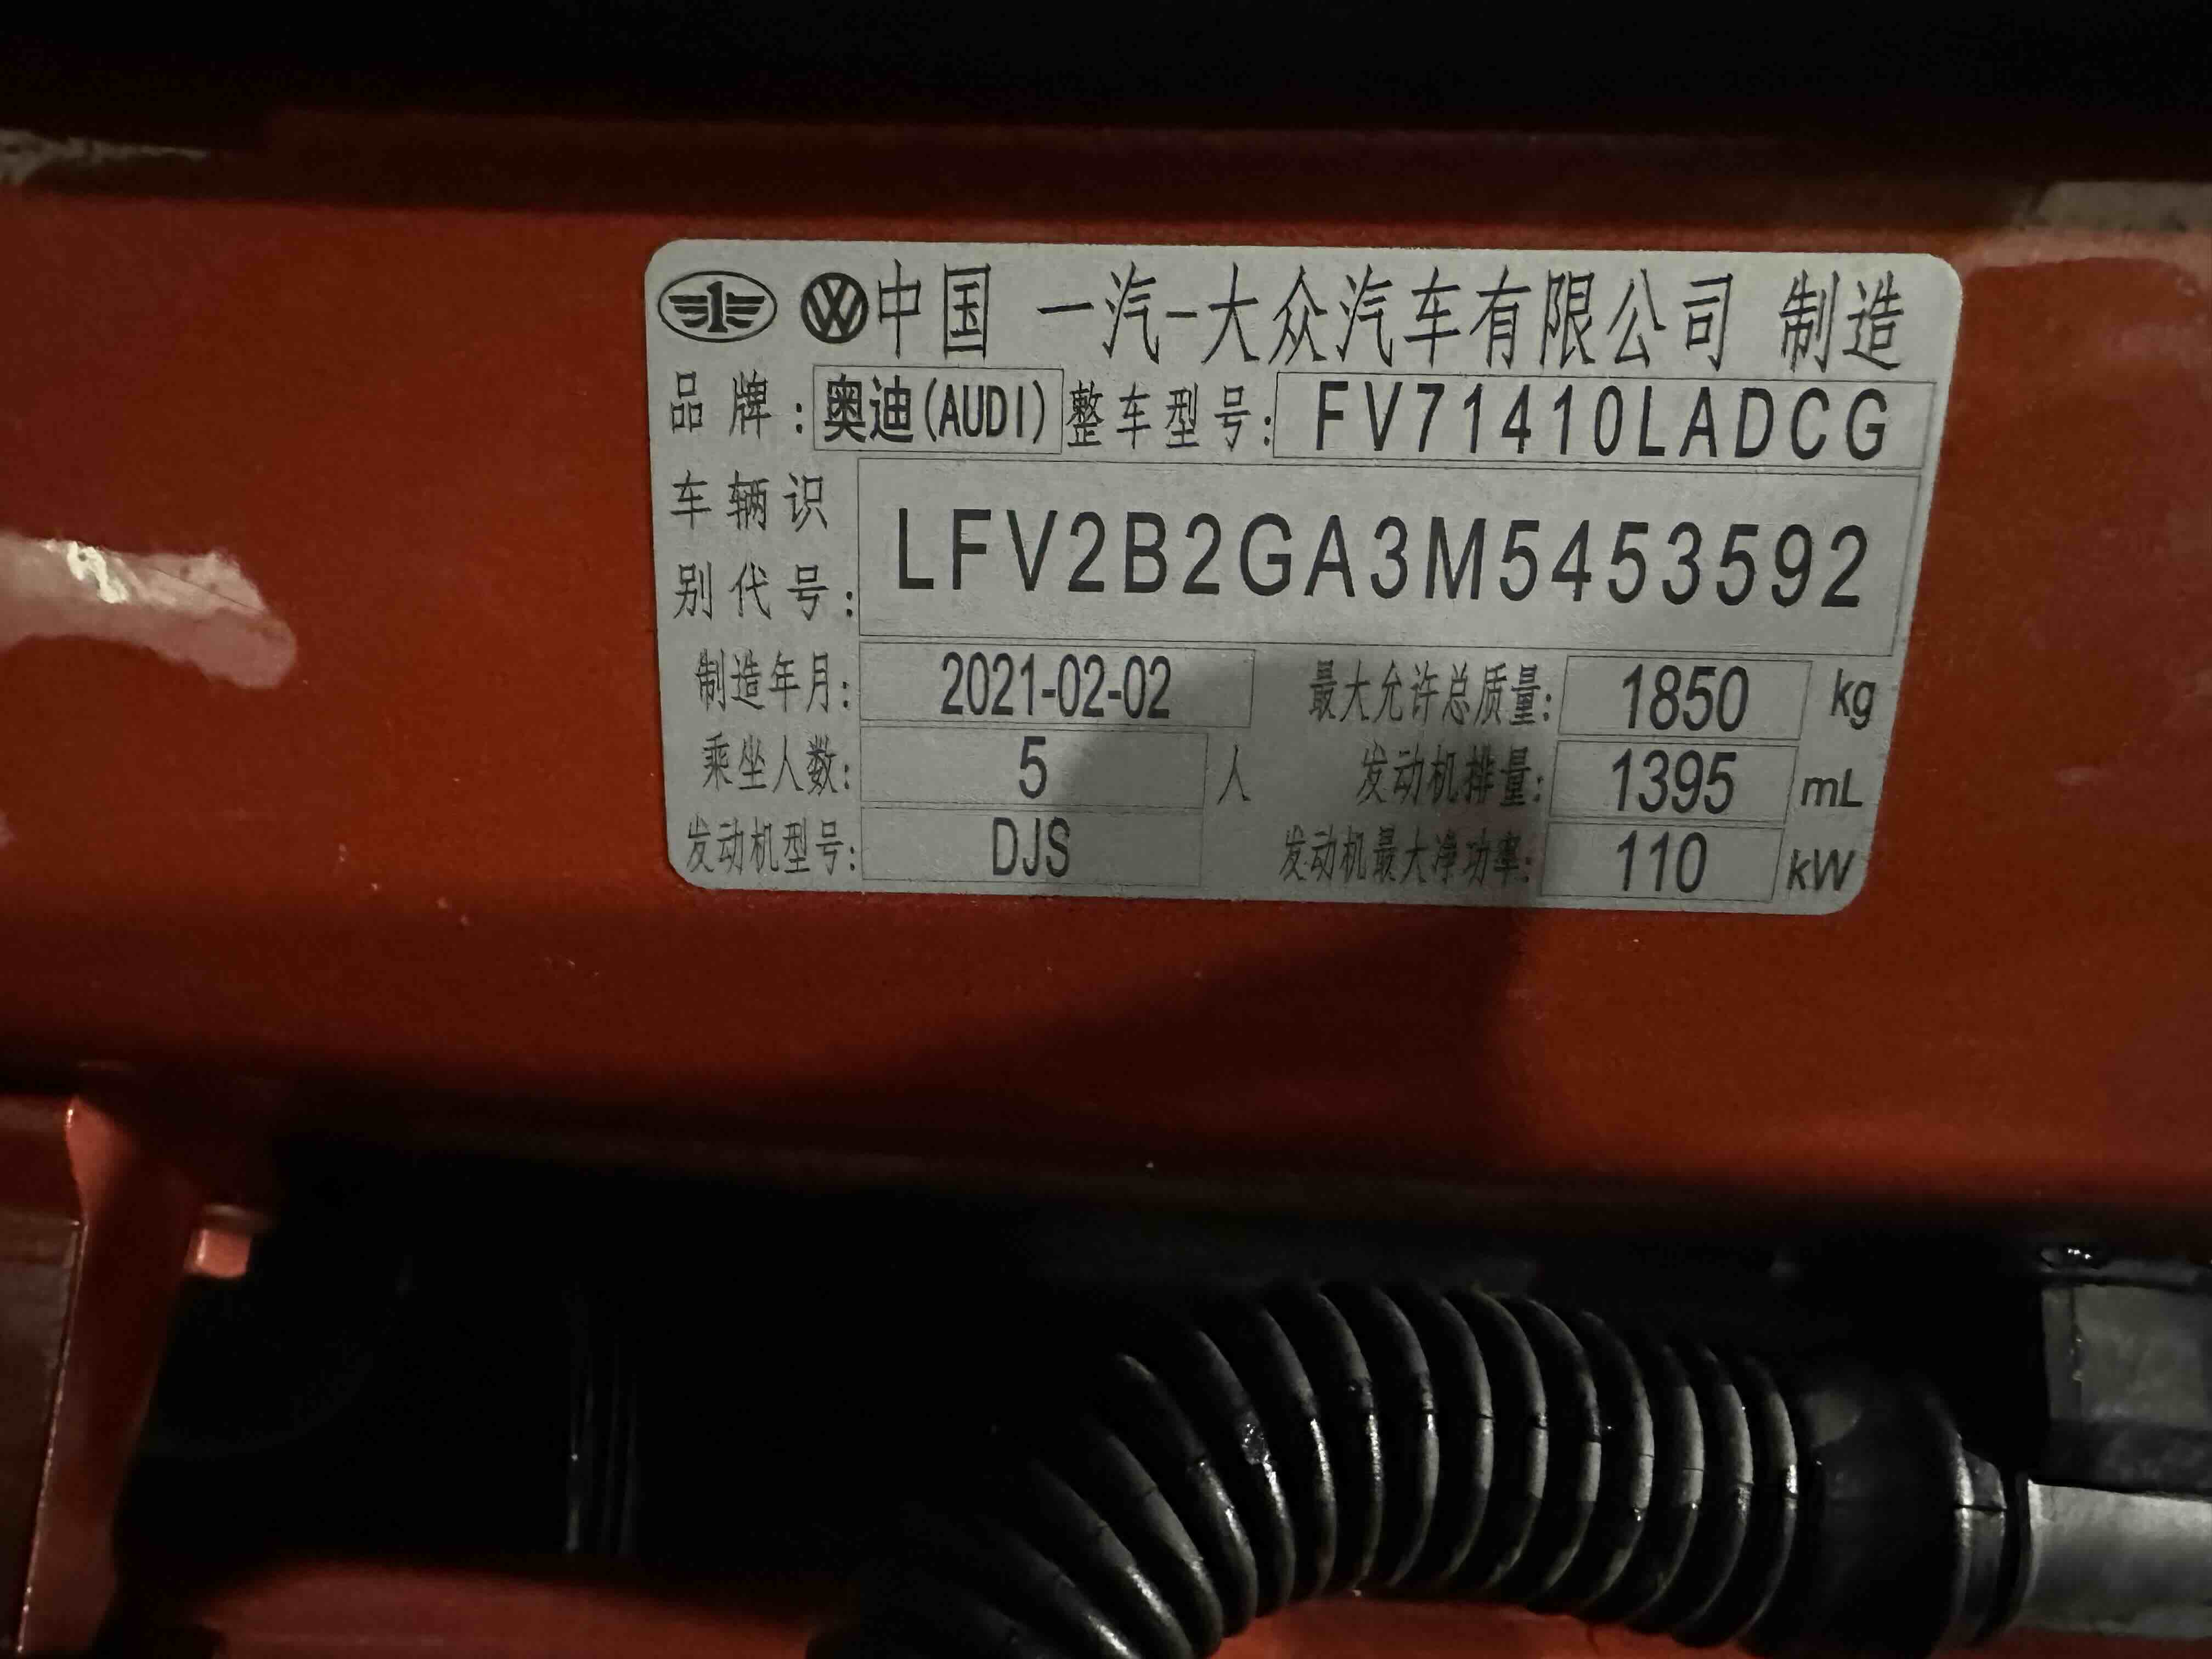 中国 一汽-大众汽车有限公司 制造
品牌: 奥迪(AUDI) 整车型号: FV71410LADCG
车辆识别代号: LFV2B2GA3M5453592
制造年月: 2021-02-02 最大允许总质量: 1850 kg
乘坐人数: 5 人 发动机排量: 1395 mL
发动机型号: DJS 发动机最大净功率: 110 kW